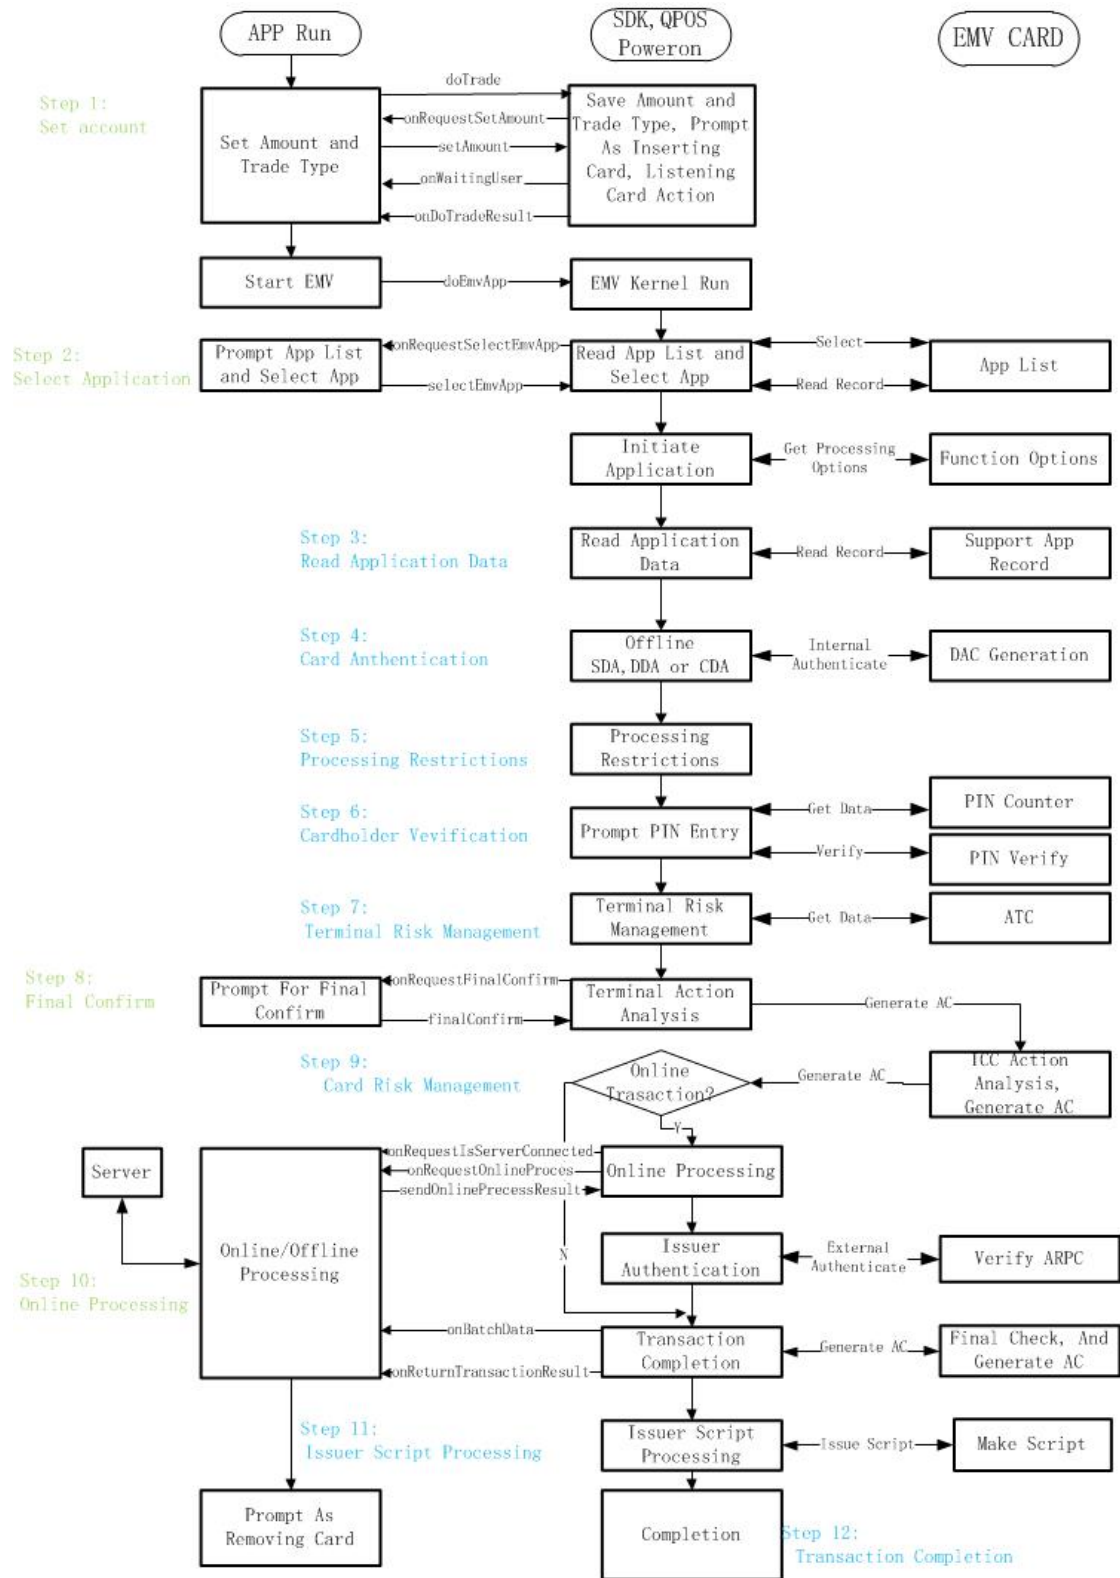 APP Run
SDK,QPOS
Poweron
EMV CARD
Step 1:
Set account
Set Amount and
Trade Type
doTrade
onRequestSetAmount
setAmount
onWaitingUser
onDoTradeResult
Save Amount and
Trade Type, Prompt
As Inserting
Card, Listening
Card Action
Start EMV
doEmvApp
EMV Kernel Run
Step 2:
Select Application
Prompt App List
and Select App
onRequestSelectEmvApp
selectEmvApp
Read App List and
Select App
Select
Read Record
App List
Initiate
Application
Get Processing
Options
Function Options
Step 3:
Read Application Data
Read Application
Data
Read Record
Support App
Record
Step 4:
Card Anthentication
Offline
SDA,DDA or CDA
Internal
Authenticate
DAC Generation
Step 5:
Processing Restrictions
Processing
Restrictions
Step 6:
Cardholder Vevification
Prompt PIN Entry
Get Data
Verify
PIN Counter
PIN Verify
Step 7:
Terminal Risk Management
Terminal Risk
Management
Get Data
ATC
Step 8:
Final Confirm
Prompt For Final
Confirm
onRequestFinalConfirm
finalConfirm
Terminal Action
Analysis
Generate AC
Step 9:
Card Risk Management
Online
Trasaction?
Generate AC
ICC Action
Analysis,
Generate AC
Y
N
Server
Step 10:
Online Processing
Online/Offline
Processing
onRequestIsServerConnected
onRequestOnlineProces
sendOnlinePrecessResult
Online Processing
Issuer
Authentication
External
Authenticate
Verify ARPC
onBatchData
onReturnTransactionResult
Transaction
Completion
Generate AC
Final Check, And
Generate AC
Step 11:
Issuer Script Processing
Issuer Script
Processing
Issue Script
Make Script
Prompt As
Removing Card
Completion
Step 12:
Transaction Completion